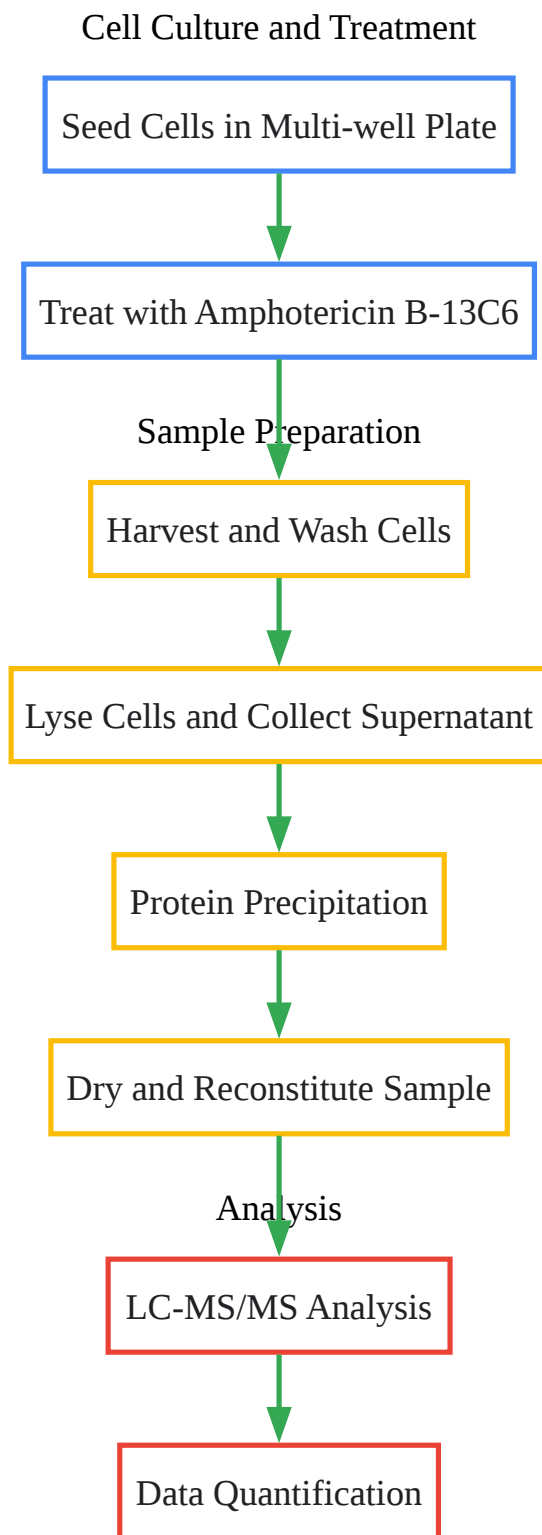 Cell Culture and Treatment
Seed Cells in Multi-well Plate
Treat with Amphotericin B-13C6
Sample Preparation
Harvest and Wash Cells
Lyse Cells and Collect Supernatant
Protein Precipitation
Dry and Reconstitute Sample
Analysis
LC-MS/MS Analysis
Data Quantification